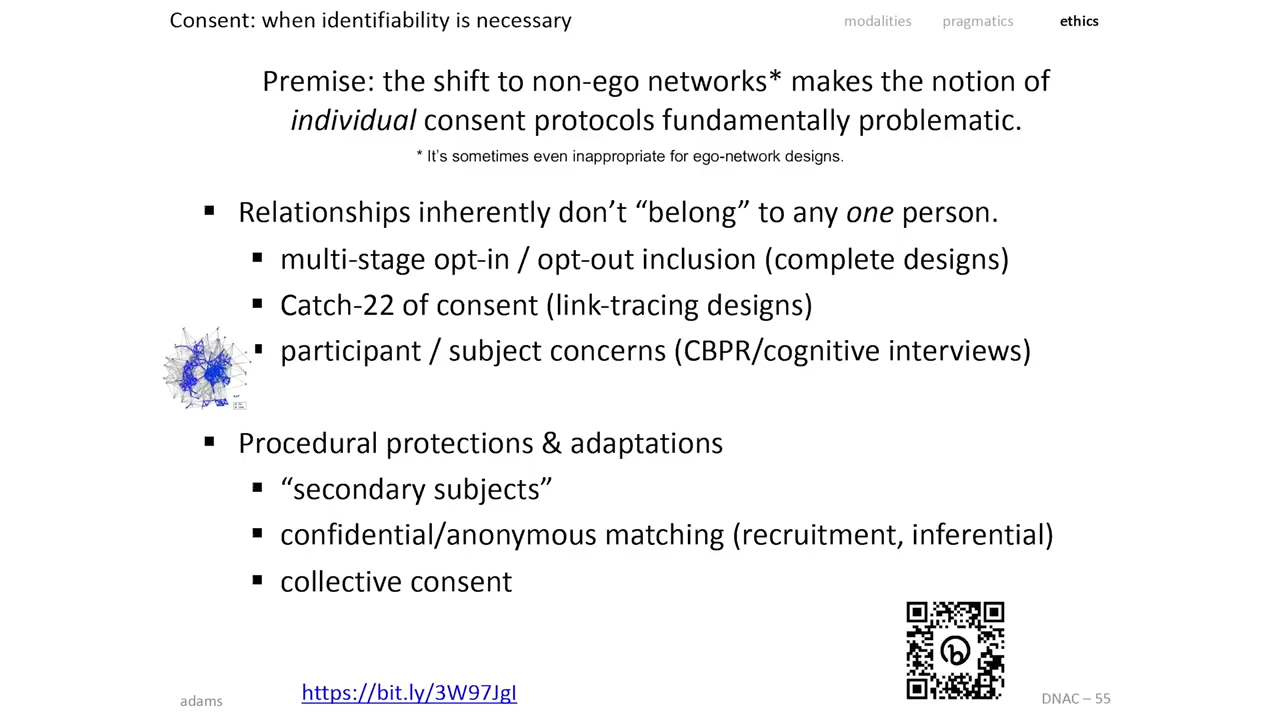 Consent: when identifiability is necessary
modalities pragmatics ethics
Premise: the shift to non-ego networks* makes the notion of
individual consent protocols fundamentally problematic.
* It's sometimes even inappropriate for ego-network designs.
▪ Relationships inherently don't “belong” to any one person.
▪ multi-stage opt-in / opt-out inclusion (complete designs)
▪ Catch-22 of consent (link-tracing designs)
▪ participant / subject concerns (CBPR/cognitive interviews)
▪ Procedural protections & adaptations
▪ “secondary subjects”
▪ confidential/anonymous matching (recruitment, inferential)
▪ collective consent
adams
https://bit.ly/3W97JgI
DNAC – 55